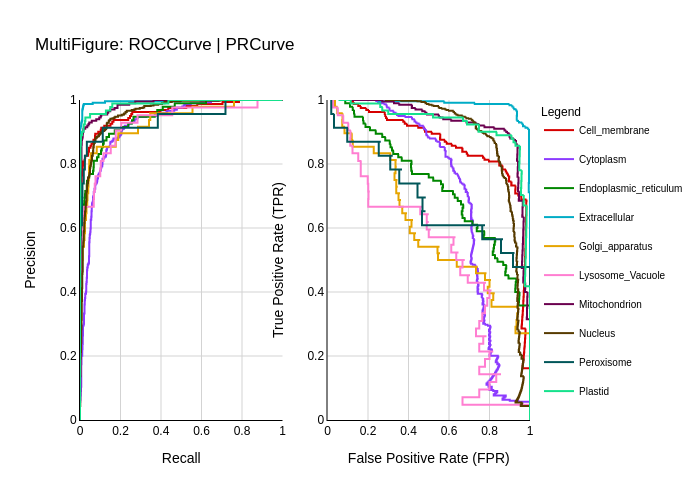 MultiFigure: ROCCurve | PRCurve
Precision
1
0.8
0.6
0.4
0.2
0
0
0.2
0.4
0.6
0.8
1
Recall
True Positive Rate (TPR)
1
0.8
0.6
0.4
0.2
0
0
0.2
0.4
0.6
0.8
1
False Positive Rate (FPR)
Legend
Cell_membrane
Cytoplasm
Endoplasmic_reticulum
Extracellular
Golgi_apparatus
Lysosome_Vacuole
Mitochondrion
Nucleus
Peroxisome
Plastid